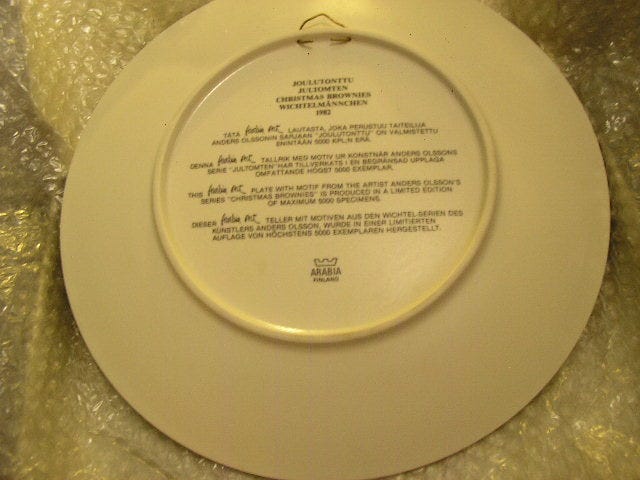 JOULUTONTTU
JULTOMTEN
CHRISTMAS BROWNIES
WICHTELMÄNNCHEN
1982
TÄTÄ LAUTASTA, JOKA PERUSTUU TAITEILIJA
ANDERS OLSSONIN SARJAAN "JOULUTONTTU" ON VALMISTETTU
ENINTÄÄN 5000 KPL:N ERÄ.
DENNA TALLRIK MED MOTIV UR KONSTNÄR ANDERS OLSSONS
SERIE "JULTOMTEN" HAR TILLVERKATS I EN BEGRÄNSAD UPPLAGA
OMFATTANDE HÖGST 5000 EXEMPLAR.
THIS PLATE WITH MOTIF FROM THE ARTIST ANDERS OLSSON'S
SERIES "CHRISTMAS BROWNIES" IS PRODUCED IN A LIMITED EDITION
OF MAXIMUM 5000 SPECIMENS.
DIESER TELLER MIT MOTIVEN AUS DEN WICHTEL-SERIEN DES
KÜNSTLERS ANDERS OLSSON, WURDE IN EINER LIMITIERTEN
AUFLAGE VON HÖCHSTENS 5000 EXEMPLAREN HERGESTELLT.
ARABIA
FINLAND